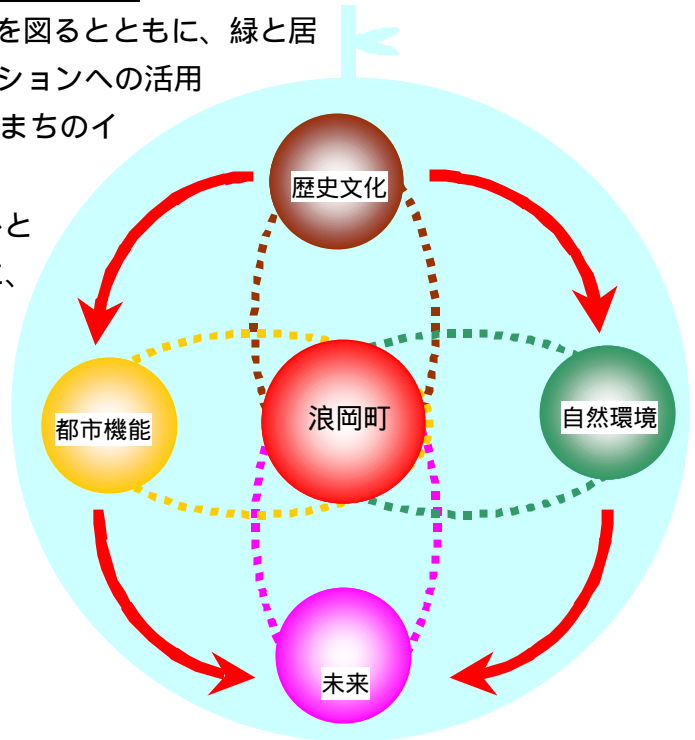 を図るとともに、緑と居
ションへの活用
まちのイ
と
、
歴史文化
都市機能
浪岡町
自然環境
未来